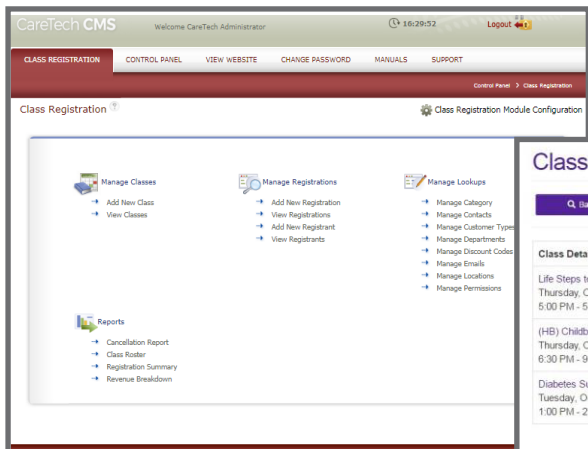 CareTech CMS Welcome CareTech Administrator 16:29:52 Logout
CLASS REGISTRATION CONTROL PANEL VIEW WEBSITE CHANGE PASSWORD MANUALS SUPPORT
Control Panel > Class Registration
Class Registration ? Class Registration Module Configuration
Manage Classes
Add New Class
View Classes
Manage Registrations
Add New Registration
View Registrations
Add New Registrant
View Registrants
Manage Lookups
Manage Category
Manage Contacts
Manage Customer Types
Manage Departments
Manage Discount Codes
Manage Emails
Manage Locations
Manage Permissions
Reports
Cancellation Report
Class Roster
Registration Summary
Revenue Breakdown
Class
Ba
Class Deta
Life Steps t
Thursday, O
5:00 PM - 5
(HB) Childb
Thursday, O
6:30 PM - 9
Diabetes Su
Tuesday, O
1:00 PM - 2